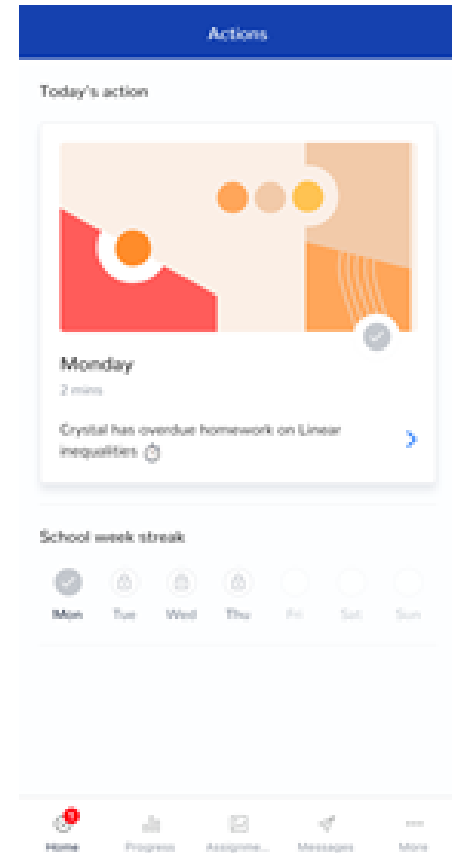 Actions
Today's action
Monday
2 mins
Crystal has overdue homework on Linear
inequalities
School week streak
Mon Tue Wed Thu Fri Sat Sun
Home Progress Assignme... Messages More